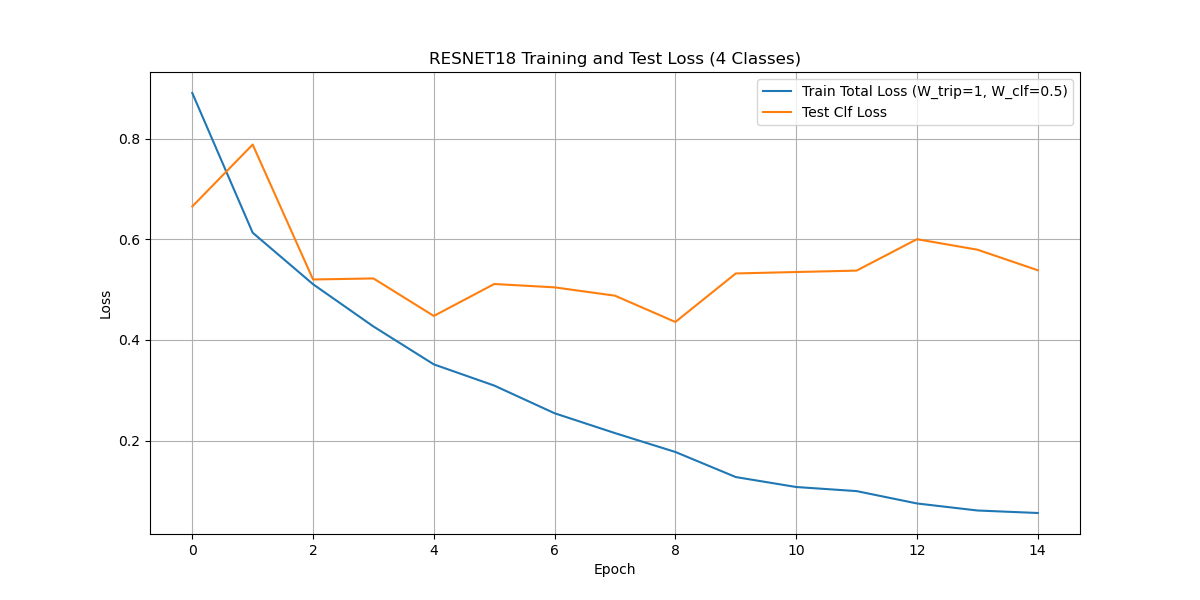 RESNET18 Training and Test Loss (4 Classes)
Train Total Loss (W_trip=1, W_clf=0.5)
Test Clf Loss
Loss
0.8
0.6
0.4
0.2
0 2 4 6 8 10 12 14
Epoch